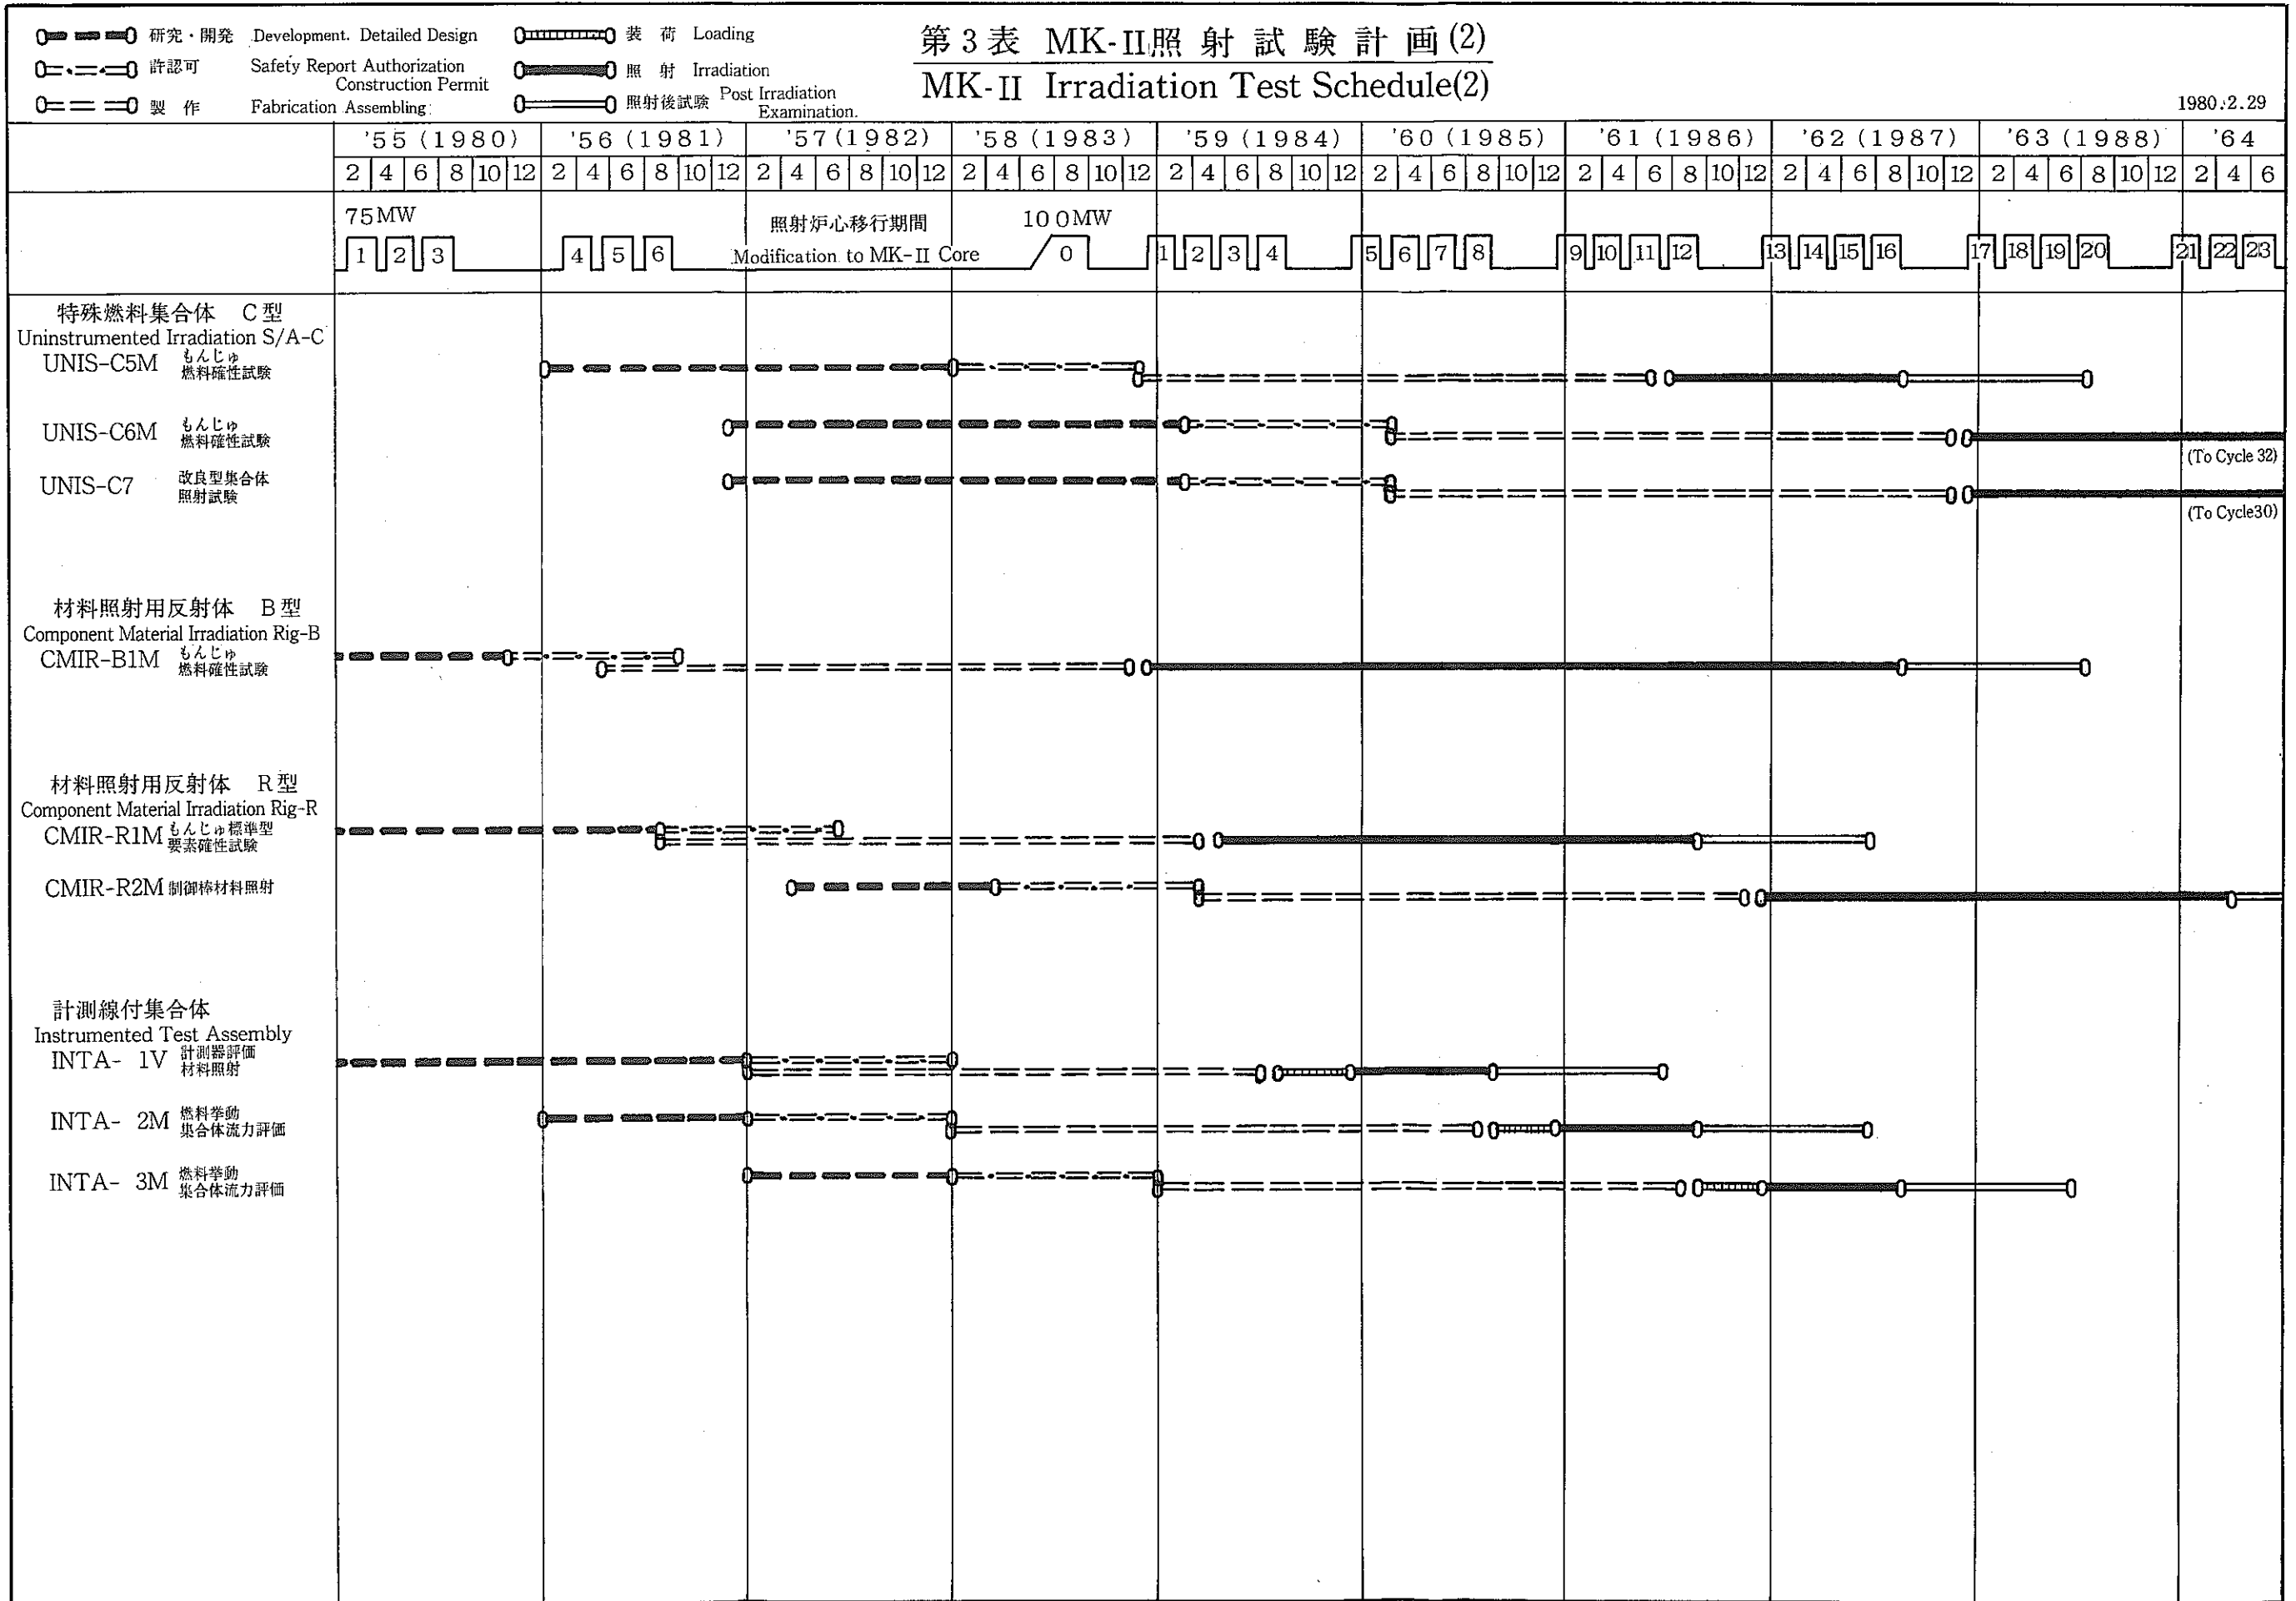 研究・開発 Development. Detailed Design
許認可 Safety Report Authorization
Construction Permit
製 作 Fabrication Assembling
装 荷 Loading
照 射 Irradiation
照射後試験 Post Irradiation
Examination.
第3表 MK-II照射試験計画(2)
MK-II Irradiation Test Schedule(2)
1980.2.29
'55 (1980) '56 (1981) '57 (1982) '58 (1983) '59 (1984) '60 (1985) '61 (1986) '62 (1987) '63 (1988) '64
2 4 6 8 10 12 2 4 6 8 10 12 2 4 6 8 10 12 2 4 6 8 10 12 2 4 6 8 10 12 2 4 6 8 10 12 2 4 6 8 10 12 2 4 6 8 10 12 2 4 6 8 10 12 2 4 6
75MW 照射炉心移行期間 100MW
1 2 3 4 5 6 Modification to MK-II Core 0 1 2 3 4 5 6 7 8 9 10 11 12 13 14 15 16 17 18 19 20 21 22 23
特殊燃料集合体 C型
Uninstrumented Irradiation S/A-C
UNIS-C5M もんじゅ
燃料確性試験
UNIS-C6M もんじゅ
燃料確性試験
(To Cycle 32)
UNIS-C7 改良型集合体
照射試験
(To Cycle30)
材料照射用反射体 B型
Component Material Irradiation Rig-B
CMIR-B1M もんじゅ
燃料確性試験
材料照射用反射体 R型
Component Material Irradiation Rig-R
CMIR-R1M もんじゅ標準型
要素確性試験
CMIR-R2M 制御棒材料照射
計測線付集合体
Instrumented Test Assembly
INTA- 1V 計測器評価
材料照射
INTA- 2M 燃料挙動
集合体流力評価
INTA- 3M 燃料挙動
集合体流力評価